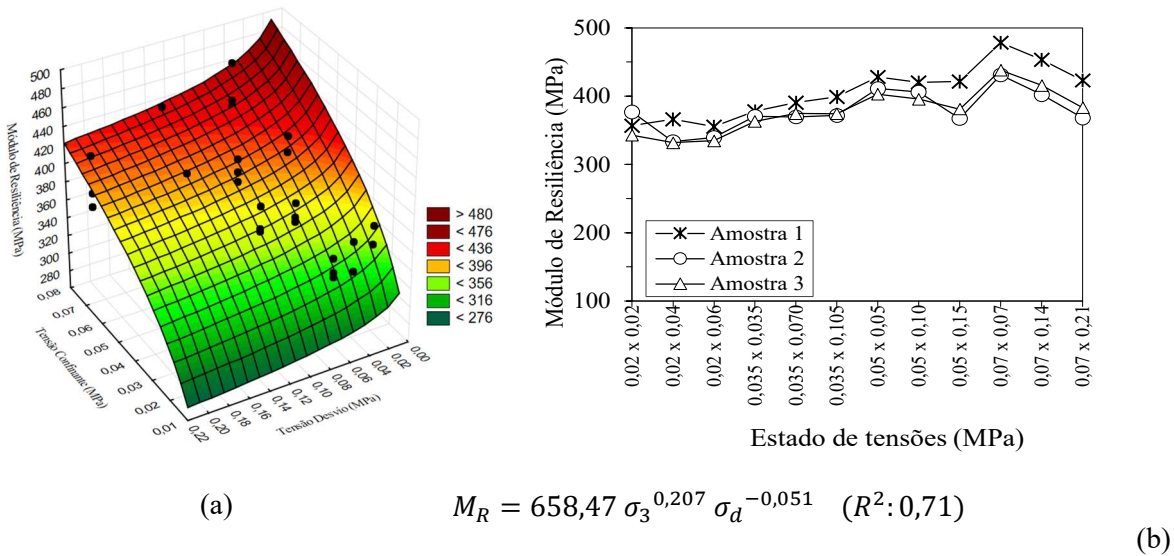 Módulo de Resiliência (MPa)
500
480
460
440
420
400
380
360
340
320
300
280
0,08
0,07
0,06
0,05
0,04
0,03
0,02
0,01
Tensão Confinante (MPa)
0,22
0,20
0,18
0,16
0,14
0,12
0,10
0,08
0,06
0,04
0,02
0,00
Tensão Desvio (MPa)
> 480
< 476
< 436
< 396
< 356
< 316
< 276
Módulo de Resiliência (MPa)
500
400
300
200
100
Amostra 1
Amostra 2
Amostra 3
0,02 x 0,02
0,02 x 0,04
0,02 x 0,06
0,035 x 0,035
0,035 x 0,070
0,035 x 0,105
0,05 x 0,05
0,05 x 0,10
0,05 x 0,15
0,07 x 0,07
0,07 x 0,14
0,07 x 0,21
Estado de tensões (MPa)
(a) M_R = 658,47 σ₃^0,207 σ_d^−0,051 (R²: 0,71)
(b)